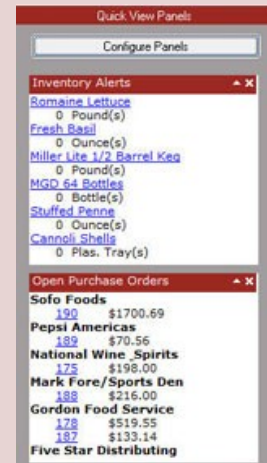 Quick View Panels
Configure Panels
Inventory Alerts
Romaine Lettuce
0 Pound(s)
Fresh Basil
0 Ounce(s)
Miller Lite 1/2 Barrel Keg
0 Pound(s)
MGD 64 Bottles
0 Bottle(s)
Stuffed Penne
0 Ounce(s)
Cannoli Shells
0 Plas. Tray(s)
Open Purchase Orders
Sofo Foods
190 $1700.69
Pepsi Americas
189 $70.56
National Wine _Spirits
175 $198.00
Mark Fore/Sports Den
188 $216.00
Gordon Food Service
178 $519.55
187 $133.14
Five Star Distributing